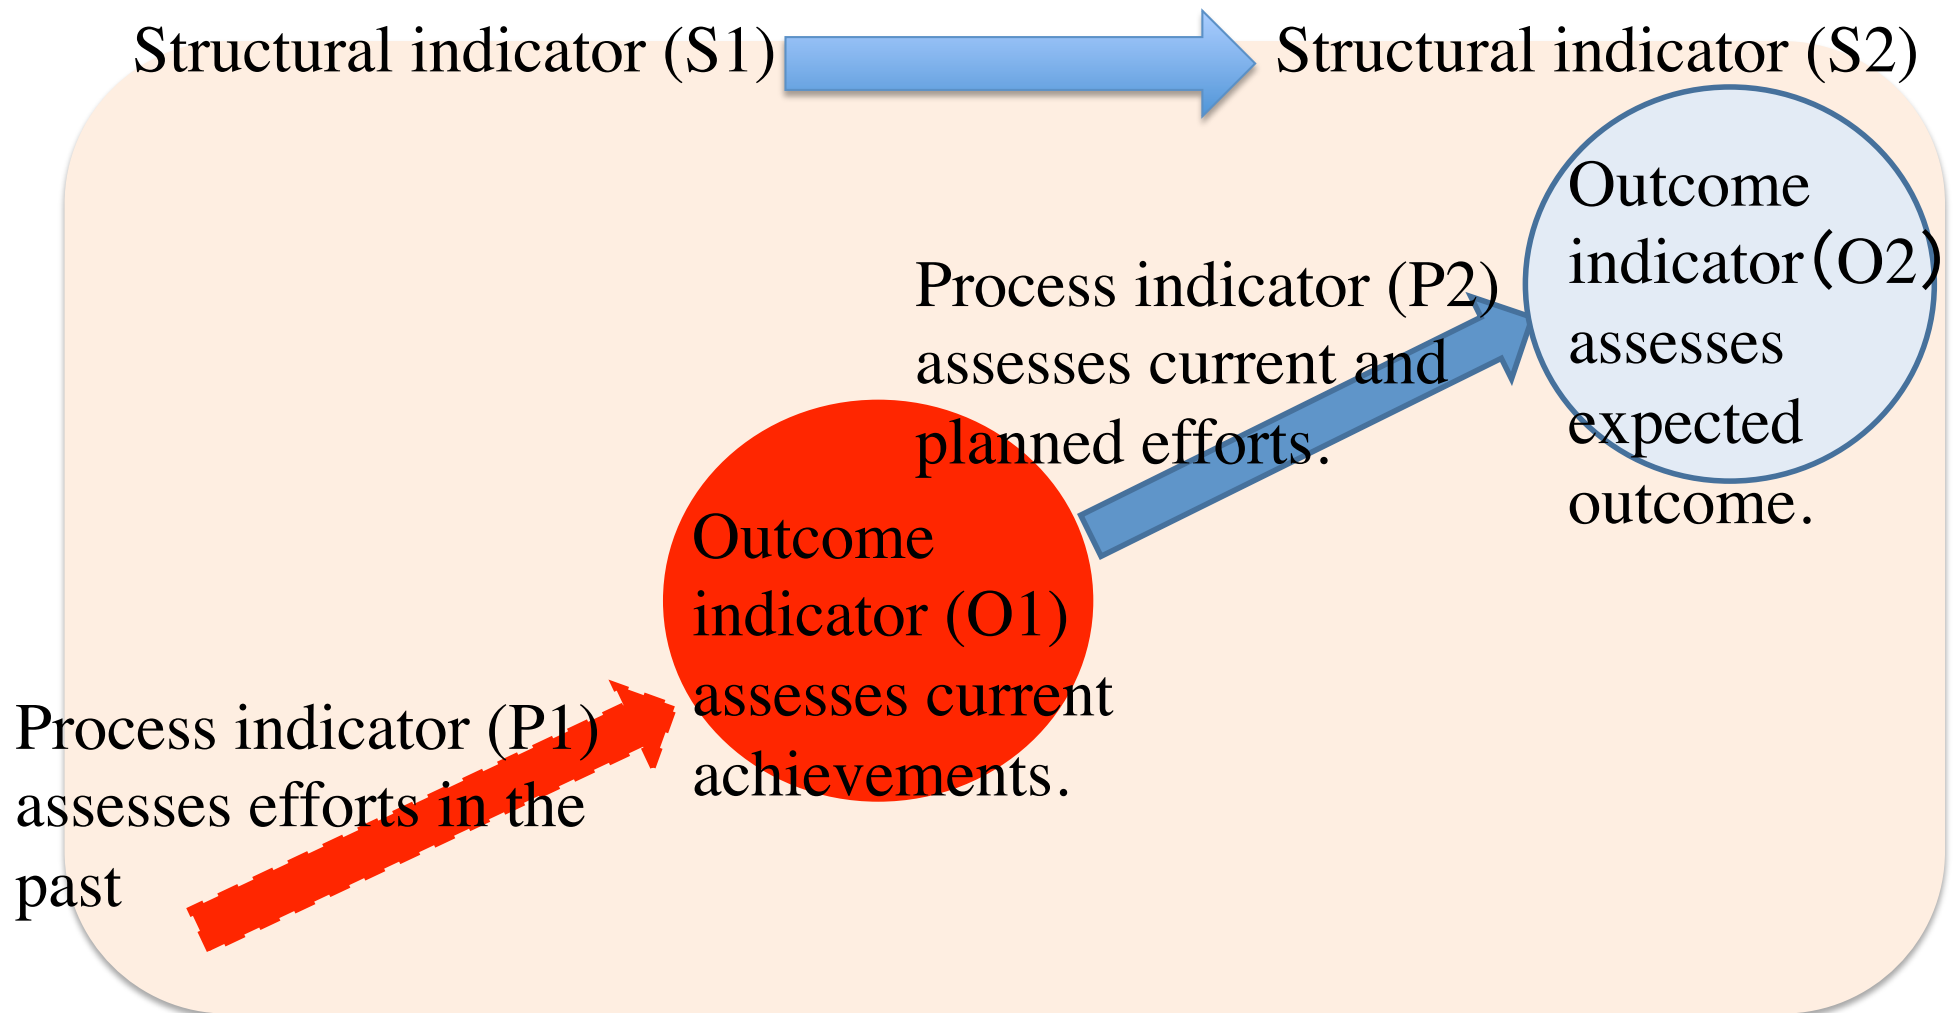 Structural indicator (S1)
Structural indicator (S2)
Outcome
indicator(O2)
assesses
expected
outcome.
Process indicator (P2)
assesses current and
planned efforts.
Outcome
indicator (O1)
assesses current
achievements.
Process indicator (P1)
assesses efforts in the
past